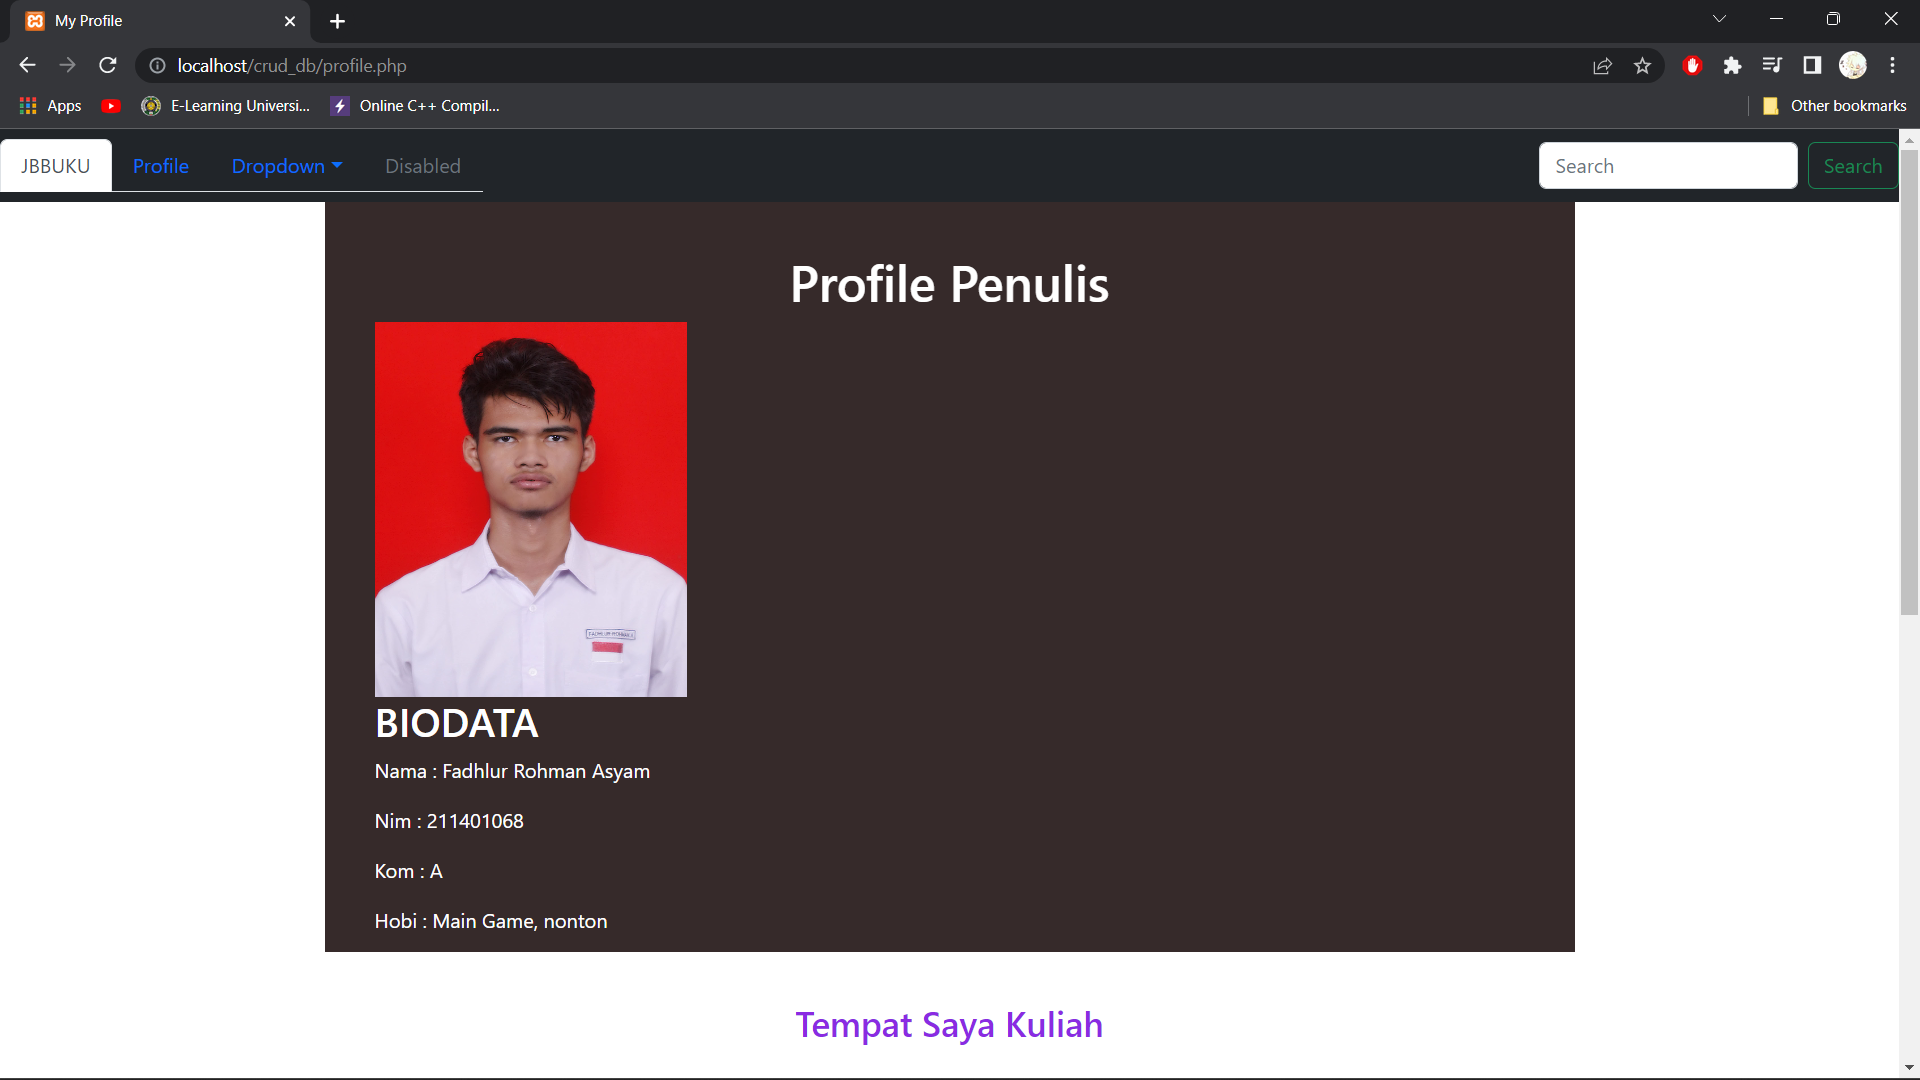 My Profile
localhost/crud_db/profile.php
Apps
E-Learning Universi...
Online C++ Compil...
Other bookmarks
JBBUKU
Profile
Dropdown
Disabled
Search
Search
Profile Penulis
BIODATA
Nama : Fadhlur Rohman Asyam
Nim : 211401068
Kom : A
Hobi : Main Game, nonton
Tempat Saya Kuliah